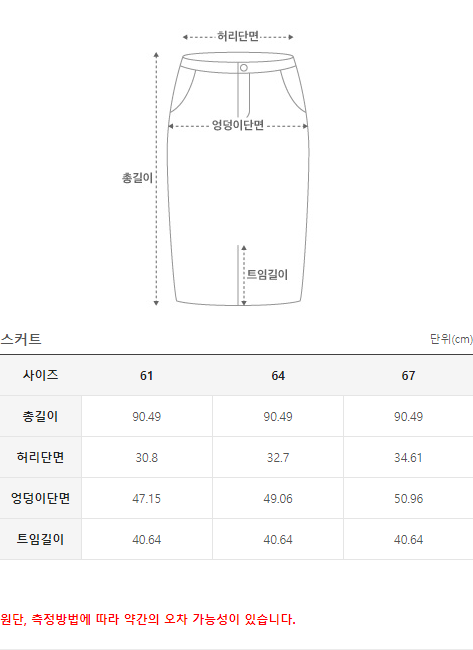 허리단면
엉덩이단면
총길이
트임길이
스커트 단위(cm)
사이즈 61 64 67
총길이 90.49 90.49 90.49
허리단면 30.8 32.7 34.61
엉덩이단면 47.15 49.06 50.96
트임길이 40.64 40.64 40.64
원단, 측정방법에 따라 약간의 오차 가능성이 있습니다.